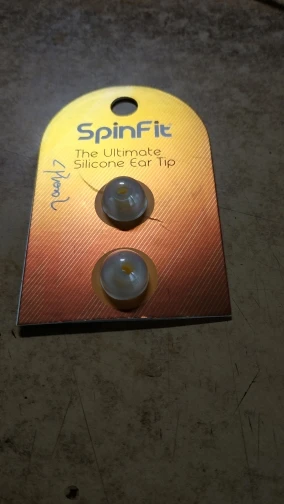 SpinFit
The Ultimate
Silicone Ear Tip